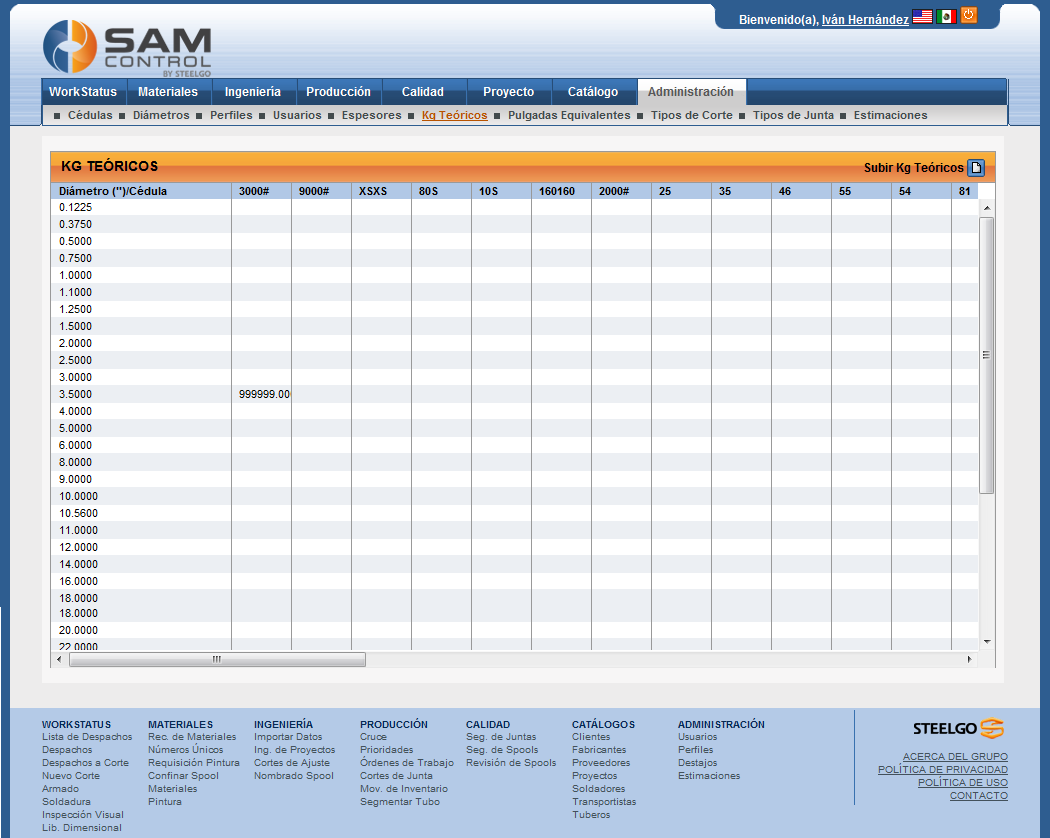 Bienvenido(a), Iván Hernández
SAM
CONTROL
BY STEELGO
WorkStatus Materiales Ingeniería Producción Calidad Proyecto Catálogo Administración
Cédulas Diámetros Perfiles Usuarios Espesores Kg Teóricos Pulgadas Equivalentes Tipos de Corte Tipos de Junta Estimaciones
KG TEÓRICOS Subir Kg Teóricos
Diámetro (")/Cédula 3000# 9000# XSXS 80S 10S 160160 2000# 25 35 46 55 54 81
0.1225
0.3750
0.5000
0.7500
1.0000
1.1000
1.2500
1.5000
2.0000
2.5000
3.0000
3.5000 999999.00
4.0000
5.0000
6.0000
8.0000
9.0000
10.0000
10.5600
11.0000
12.0000
14.0000
16.0000
18.0000
18.0000
20.0000
22.0000
WORKSTATUS
Lista de Despachos
Despachos
Despachos a Corte
Nuevo Corte
Armado
Soldadura
Inspección Visual
Lib. Dimensional
MATERIALES
Rec. de Materiales
Números Únicos
Requisición Pintura
Confinar Spool
Materiales
Pintura
INGENIERÍA
Importar Datos
Ing. de Proyectos
Cortes de Ajuste
Nombrado Spool
PRODUCCIÓN
Cruce
Prioridades
Órdenes de Trabajo
Cortes de Junta
Mov. de Inventario
Segmentar Tubo
CALIDAD
Seg. de Juntas
Seg. de Spools
Revisión de Spools
CATÁLOGOS
Clientes
Fabricantes
Proveedores
Proyectos
Soldadores
Transportistas
Tuberos
ADMINISTRACIÓN
Usuarios
Perfiles
Destajos
Estimaciones
STEELGO
ACERCA DEL GRUPO
POLÍTICA DE PRIVACIDAD
POLÍTICA DE USO
CONTACTO